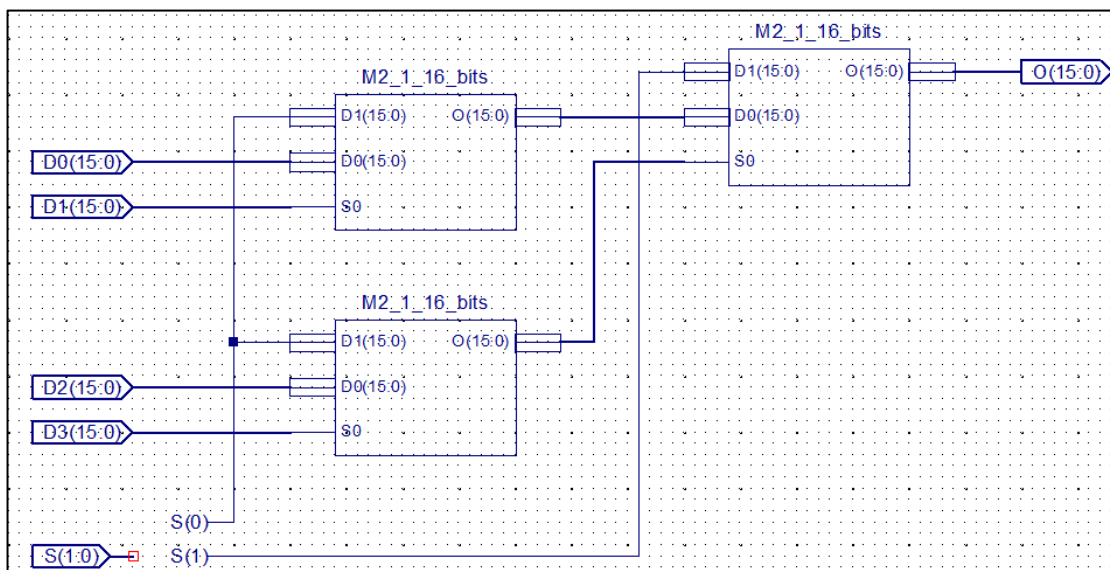 M2_1_16_bits
D1(15:0) O(15:0)
D0(15:0)
S0
O(15:0)
M2_1_16_bits
D1(15:0) O(15:0)
D0(15:0)
S0
D0(15:0)
D1(15:0)
M2_1_16_bits
D1(15:0) O(15:0)
D0(15:0)
S0
D2(15:0)
D3(15:0)
S(0)
S(1:0)
S(1)